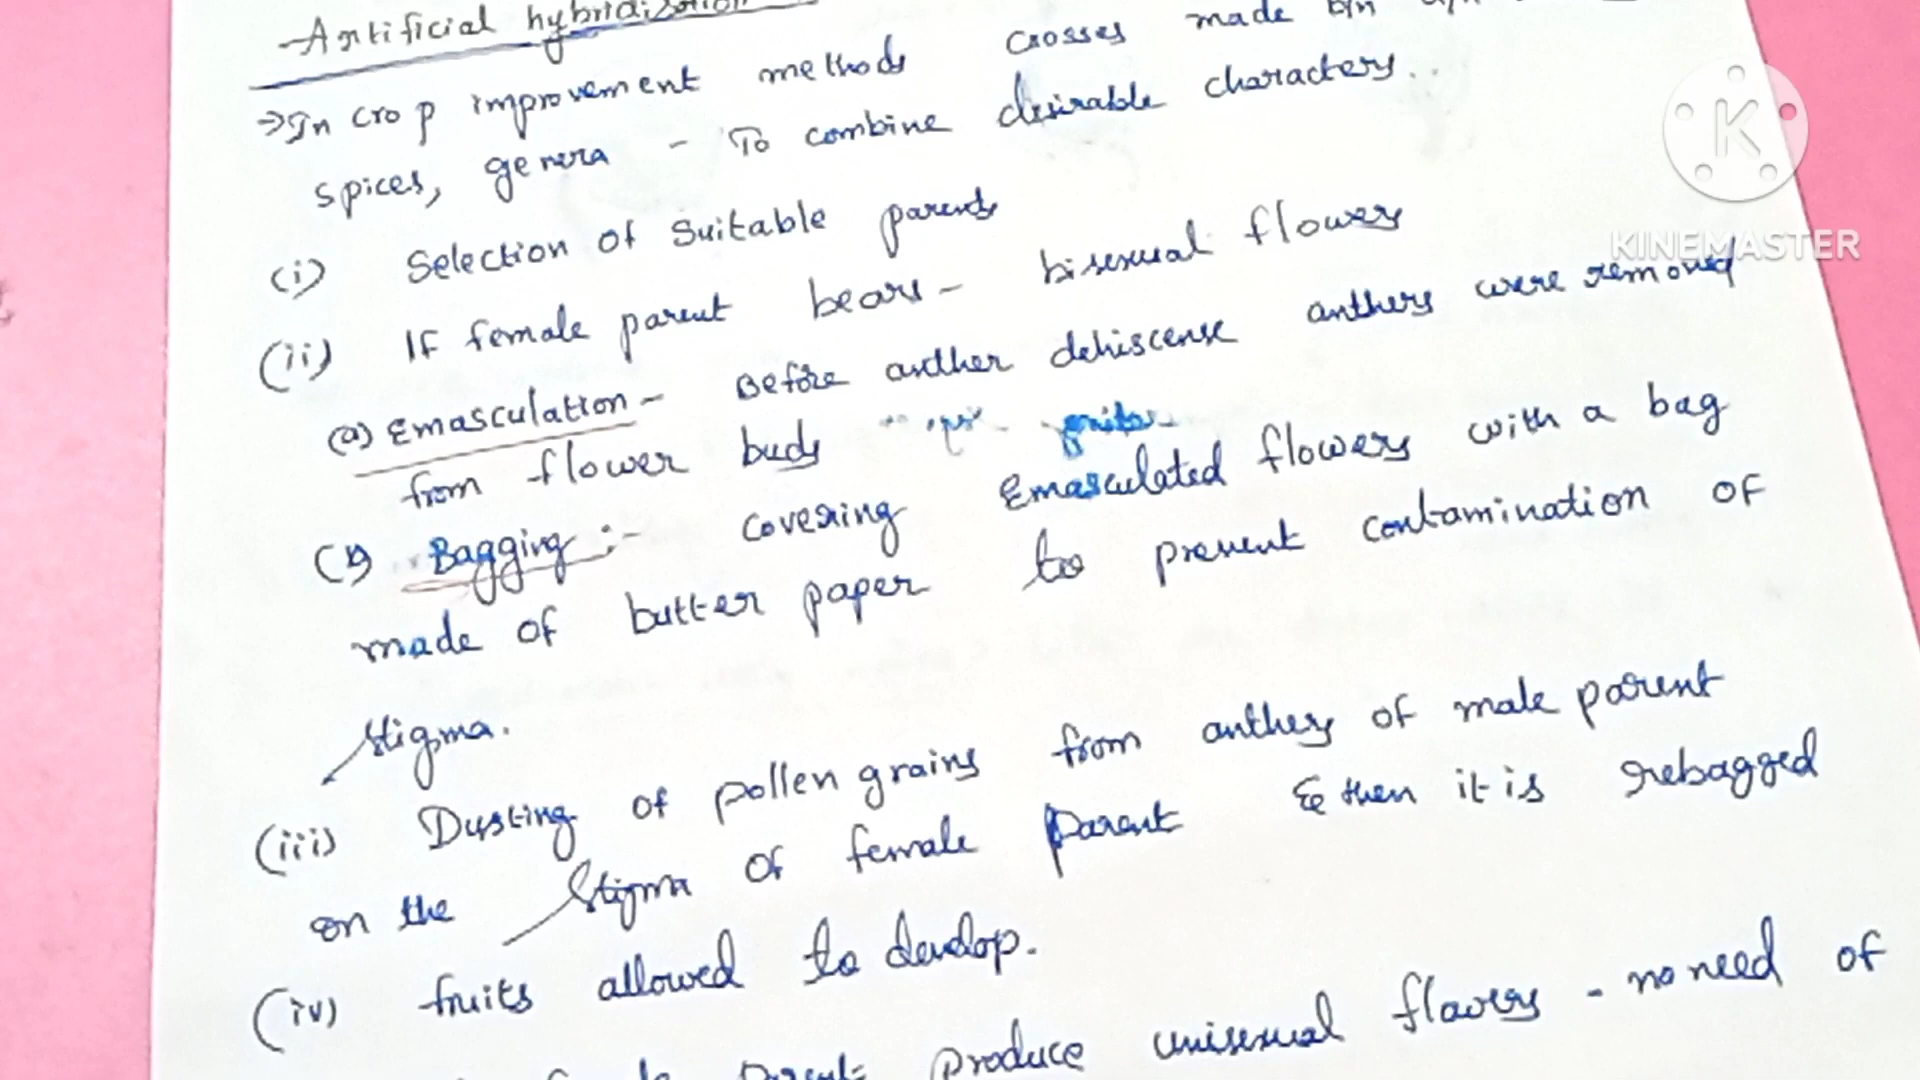 Artificial hybridization
→In crop improvement methods crosses made b/n
spices, genera - To combine desirable characters..
(i) Selection of suitable parents
(ii) If female parent bears - bisexual flowers
(a) Emasculation - Before anther dehiscense anthers were removed
from flower buds
Bagging :- covering Emasculated flowers with a bag
made of butter paper to prevent contamination of
stigma.
(iii) Dusting of pollen grains from anthers of male parent
on the stigma of female parent & then it is rebagged
(iv) fruits allowed to develop.
produce unisexual flowers - no need of
K
KINEMASTER